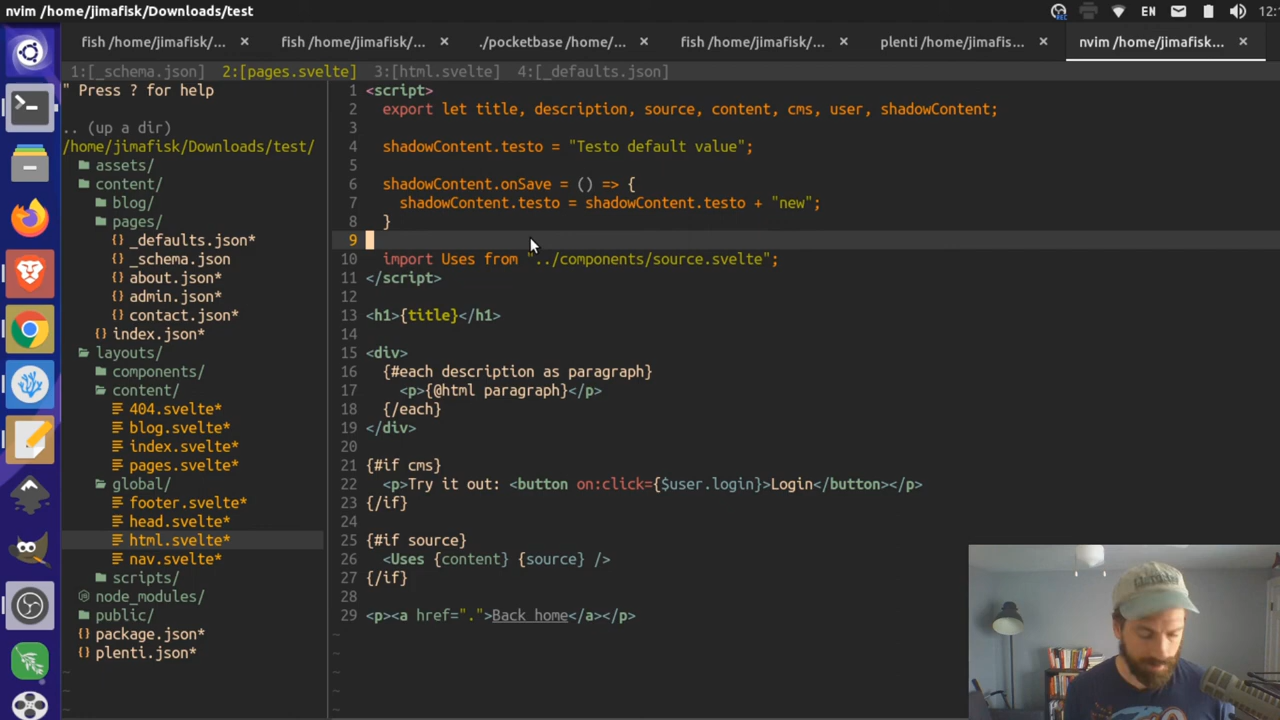 nvim /home/jimafisk/Downloads/test
EN
12:
fish /home/jimafisk/... ×
fish /home/jimafisk/... ×
./pocketbase /home/... ×
fish /home/jimafisk/... ×
plenti /home/jimafis... ×
nvim /home/jimafisk... ×
1:[_schema.json] 2:[pages.svelte] 3:[html.svelte] 4:[_defaults.json]
" Press ? for help
.. (up a dir)
/home/jimafisk/Downloads/test/
assets/
content/
blog/
pages/
{} _defaults.json*
{} _schema.json
{} about.json*
{} admin.json*
{} contact.json*
{} index.json*
layouts/
components/
content/
404.svelte*
blog.svelte*
index.svelte*
pages.svelte*
global/
footer.svelte*
head.svelte*
html.svelte*
nav.svelte*
scripts/
node_modules/
public/
package.json*
plenti.json*
~
~
1 <script>
2 export let title, description, source, content, cms, user, shadowContent;
3
4 shadowContent.testo = "Testo default value";
5
6 shadowContent.onSave = () => {
7 shadowContent.testo = shadowContent.testo + "new";
8 }
9
10 import Uses from "../components/source.svelte";
11 </script>
12
13 <h1>{title}</h1>
14
15 <div>
16 {#each description as paragraph}
17 <p>{@html paragraph}</p>
18 {/each}
19 </div>
20
21 {#if cms}
22 <p>Try it out: <button on:click={$user.login}>Login</button></p>
23 {/if}
24
25 {#if source}
26 <Uses {content} {source} />
27 {/if}
28
29 <p><a href=".">Back home</a></p>
~
~
~
~